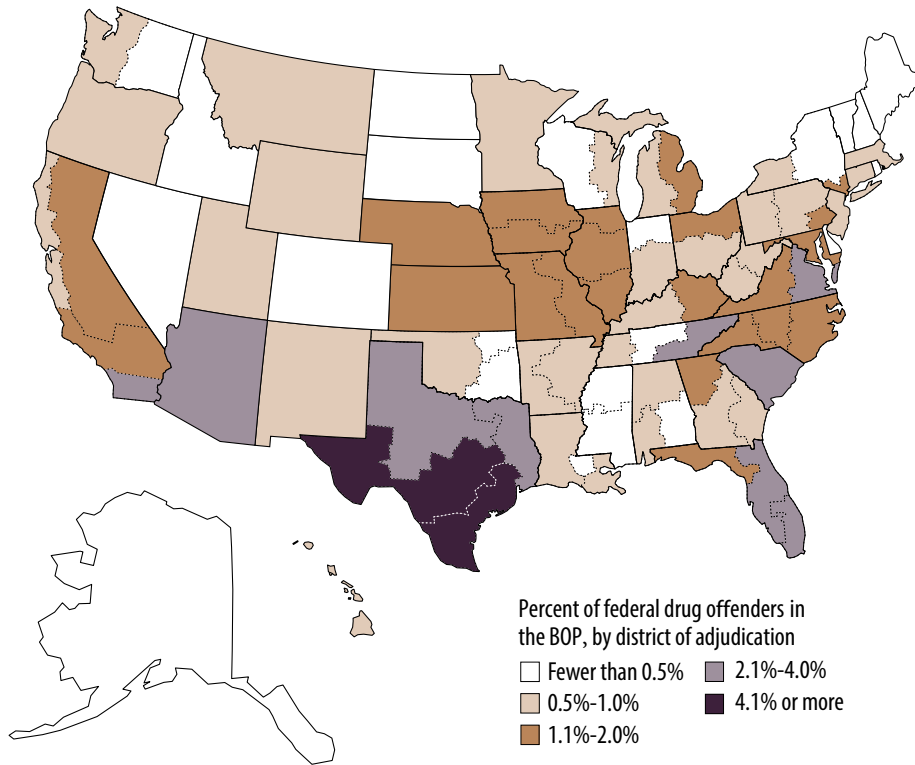 Percent of federal drug offenders in
the BOP, by district of adjudication
Fewer than 0.5%
0.5%-1.0%
1.1%-2.0%
2.1%-4.0%
4.1% or more